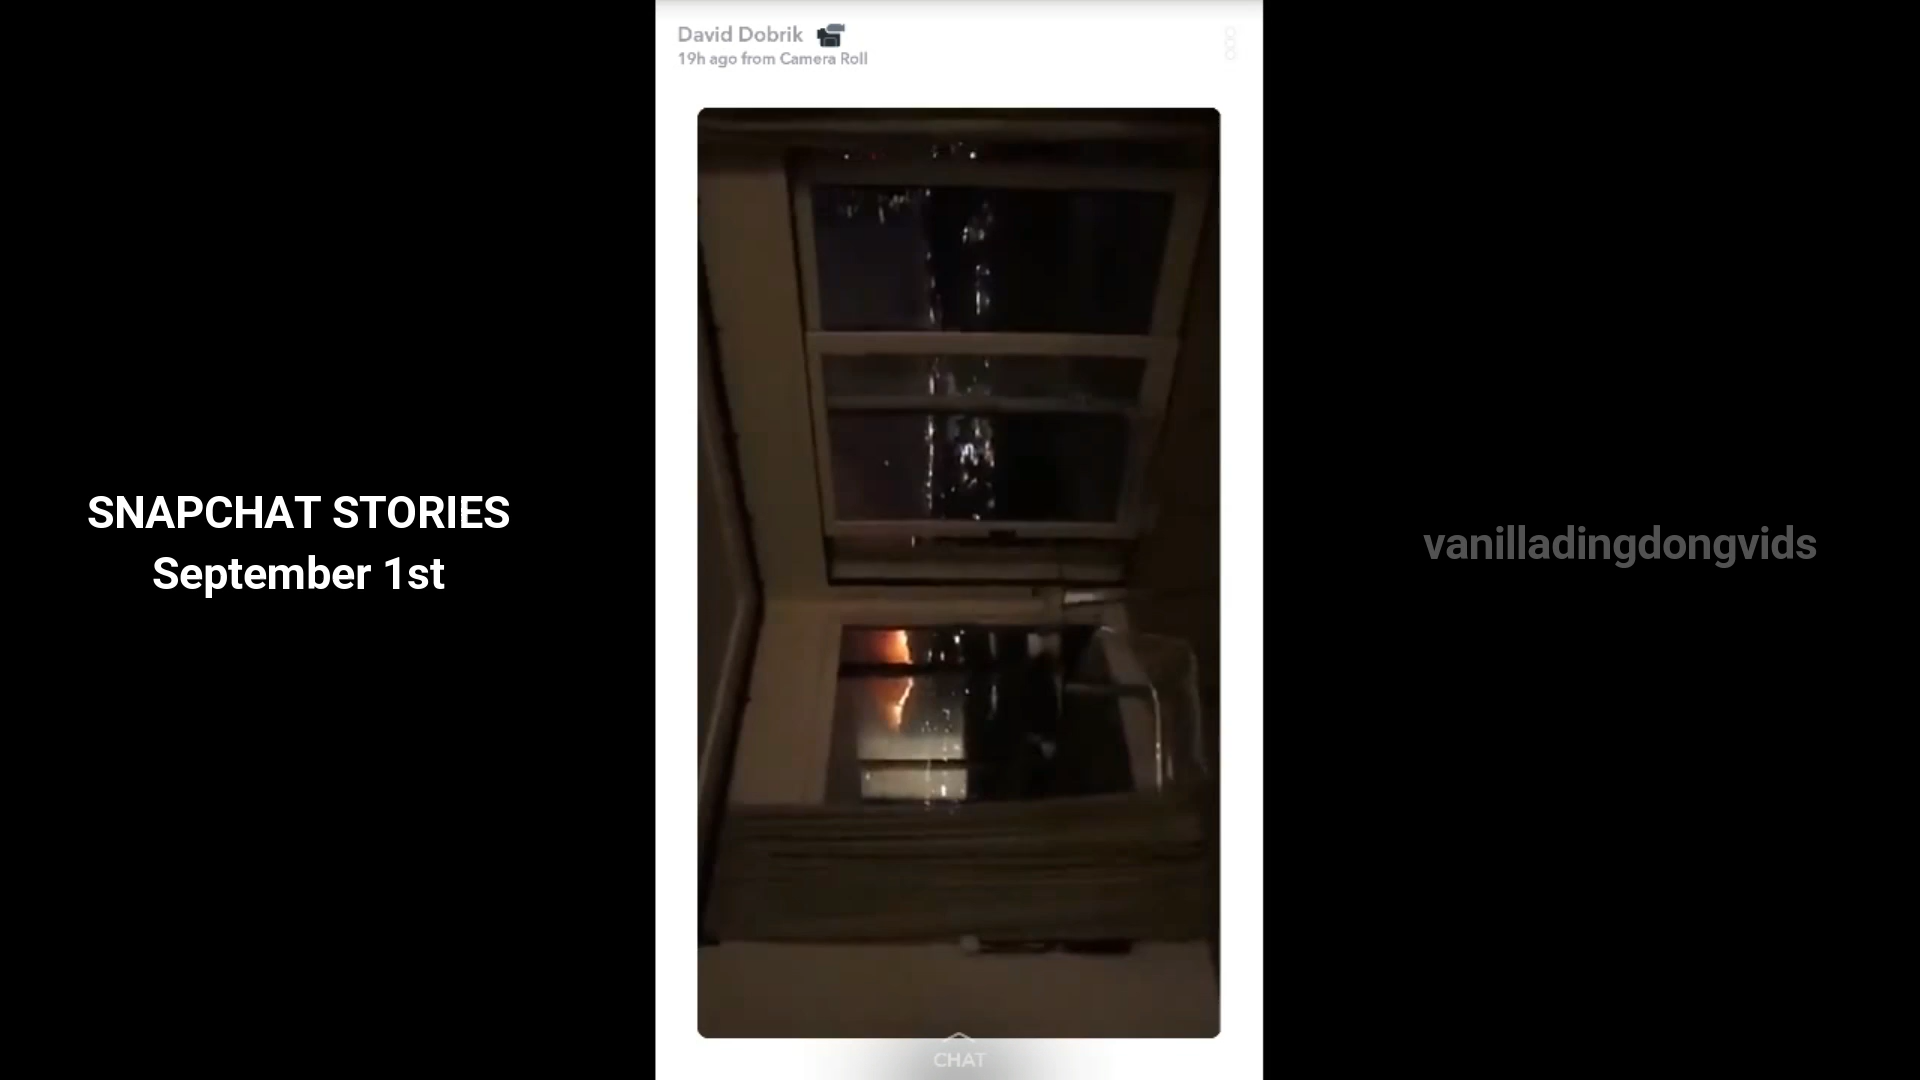 David Dobrik
19h ago from Camera Roll
SNAPCHAT STORIES
September 1st
vanilladingdongvids
CHAT